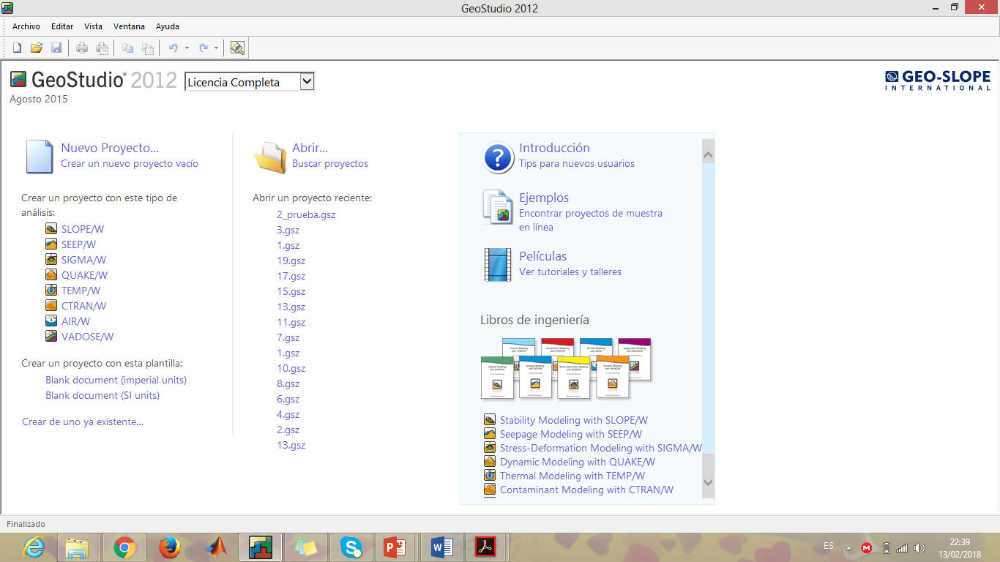 GeoStudio 2012
Archivo Editar Vista Ventana Ayuda
GeoStudio® 2012
Licencia Completa
GEO-SLOPE
INTERNATIONAL
Agosto 2015
Nuevo Proyecto...
Crear un nuevo proyecto vacío
Crear un proyecto con este tipo de
análisis:
SLOPE/W
SEEP/W
SIGMA/W
QUAKE/W
TEMP/W
CTRAN/W
AIR/W
VADOSE/W
Crear un proyecto con esta plantilla:
Blank document (imperial units)
Blank document (SI units)
Crear de uno ya existente...
Abrir...
Buscar proyectos
Abrir un proyecto reciente:
2_prueba.gsz
3.gsz
1.gsz
19.gsz
17.gsz
15.gsz
13.gsz
11.gsz
7.gsz
1.gsz
10.gsz
8.gsz
6.gsz
4.gsz
2.gsz
13.gsz
Introducción
Tips para nuevos usuarios
Ejemplos
Encontrar proyectos de muestra
en línea
Películas
Ver tutoriales y talleres
Libros de ingeniería
Stability Modeling with SLOPE/W
Seepage Modeling with SEEP/W
Stress-Deformation Modeling with SIGMA/W
Dynamic Modeling with QUAKE/W
Thermal Modeling with TEMP/W
Contaminant Modeling with CTRAN/W
Finalizado
ES
22:39
13/02/2018